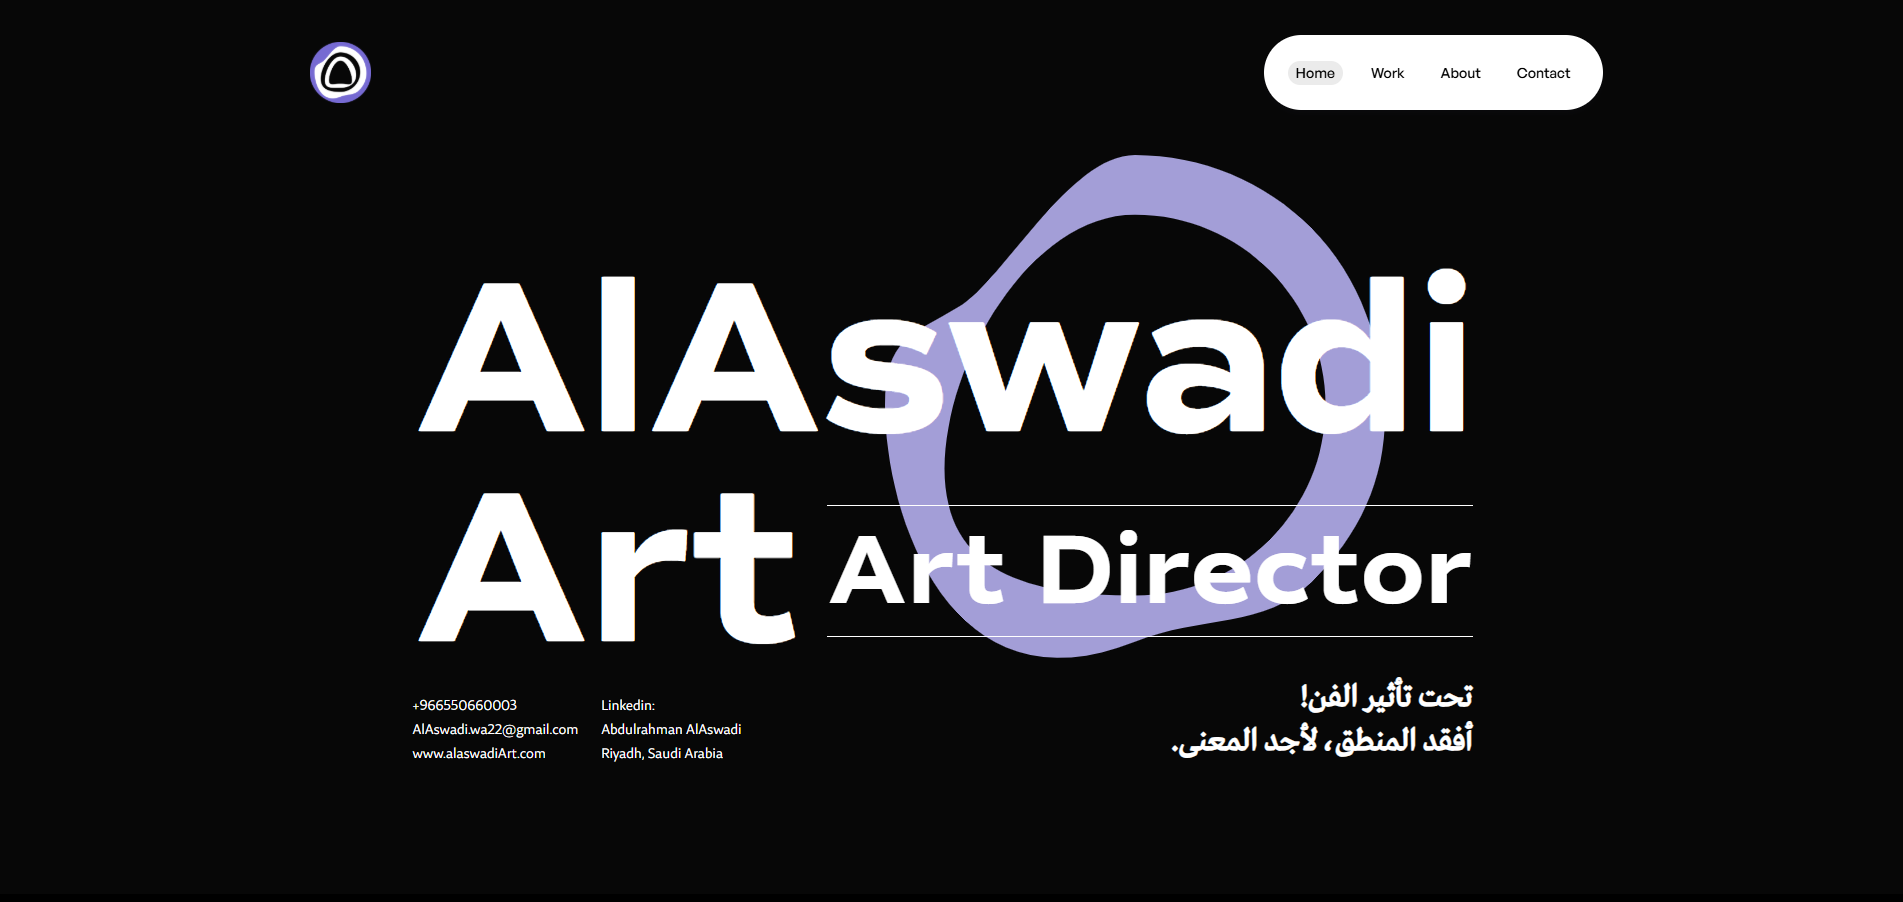 Home Work About Contact
AlAswadi
Art
Art Director
+966550660003
AlAswadi.wa22@gmail.com
www.alaswadiArt.com
Linkedin:
Abdulrahman AlAswadi
Riyadh, Saudi Arabia
تحت تأثير الفن!
أفقد المنطق، لأجد المعنى.